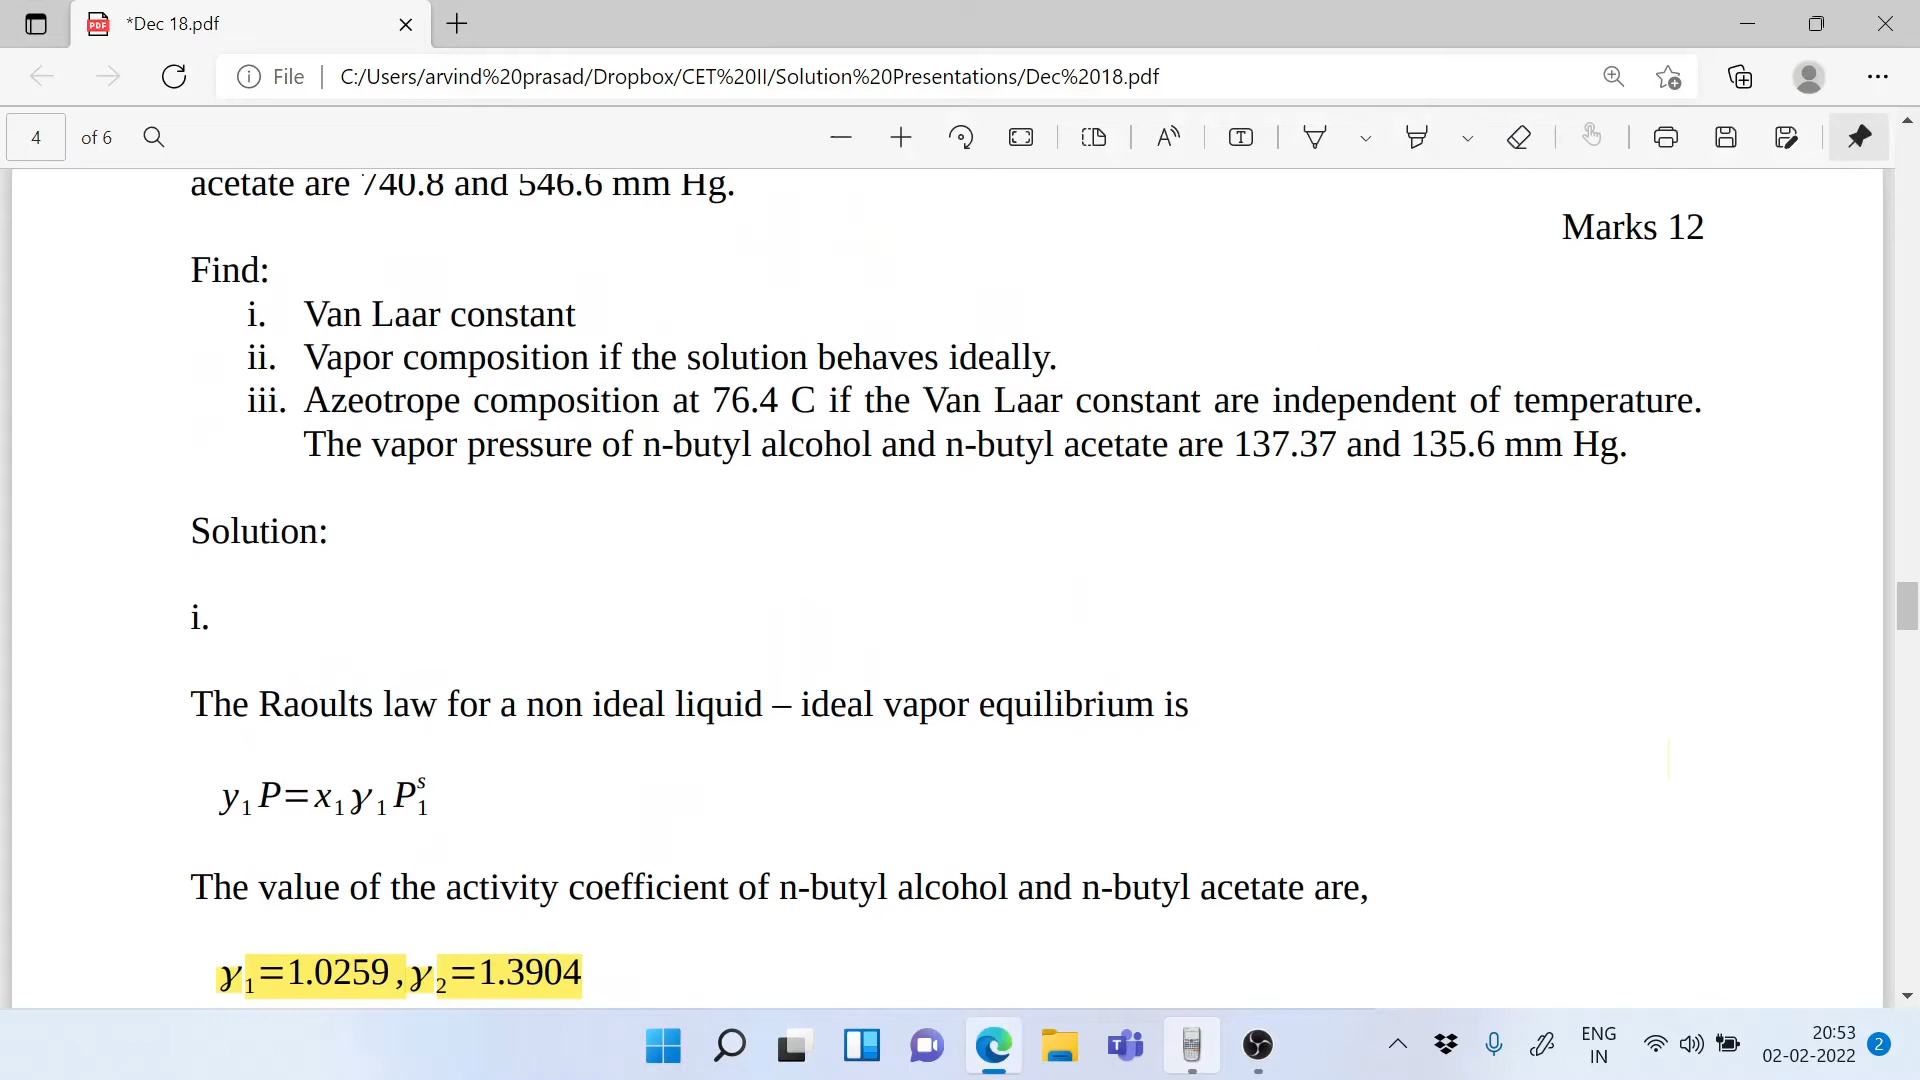 *Dec 18.pdf
File
C:/Users/arvind%20prasad/Dropbox/CET%20II/Solution%20Presentations/Dec%2018.pdf
4 of 6
acetate are 740.8 and 546.6 mm Hg.
Marks 12
Find:
i. Van Laar constant
ii. Vapor composition if the solution behaves ideally.
iii. Azeotrope composition at 76.4 C if the Van Laar constant are independent of temperature.
The vapor pressure of n-butyl alcohol and n-butyl acetate are 137.37 and 135.6 mm Hg.
Solution:
i.
The Raoults law for a non ideal liquid – ideal vapor equilibrium is
y₁ P=x₁ γ₁ P₁ˢ
The value of the activity coefficient of n-butyl alcohol and n-butyl acetate are,
γ₁=1.0259, γ₂=1.3904
ENG
IN
20:53
02-02-2022
2